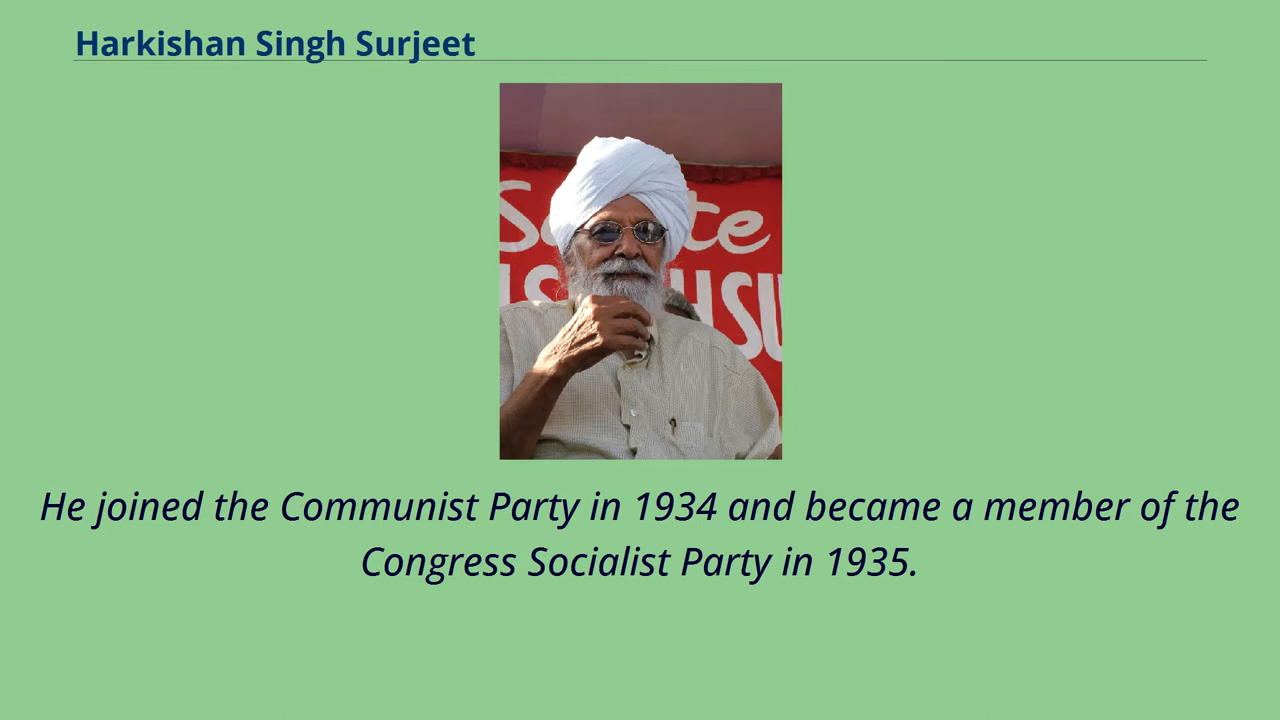 Harkishan Singh Surjeet
He joined the Communist Party in 1934 and became a member of the
Congress Socialist Party in 1935.